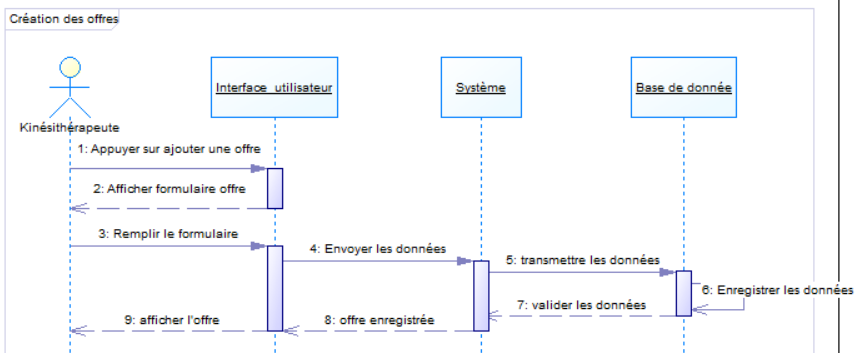 Création des offres
Interface utilisateur
Système
Base de donnée
Kinésithérapeute
1: Appuyer sur ajouter une offre
2: Afficher formulaire offre
3: Remplir le formulaire
4: Envoyer les données
5: transmettre les données
6: Enregistrer les données
7: valider les données
8: offre enregistrée
9: afficher l'offre